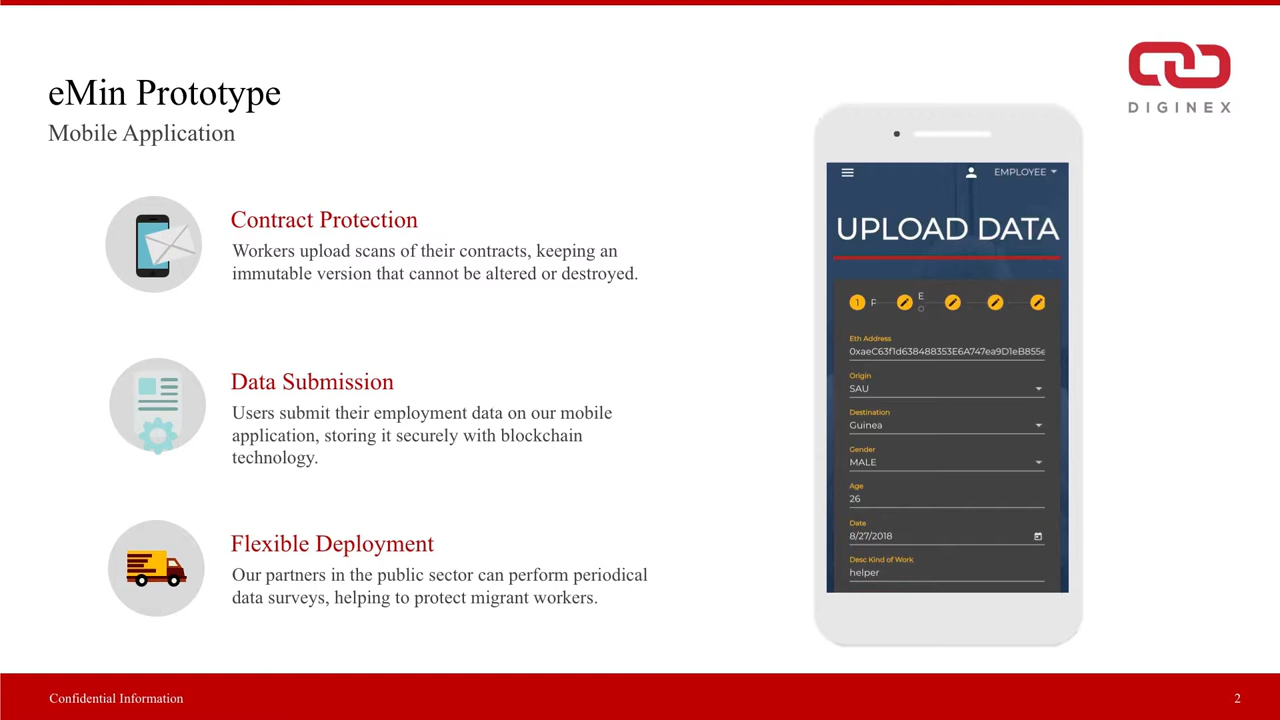 eMin Prototype
Mobile Application
DIGINEX
Contract Protection
Workers upload scans of their contracts, keeping an
immutable version that cannot be altered or destroyed.
Data Submission
Users submit their employment data on our mobile
application, storing it securely with blockchain
technology.
Flexible Deployment
Our partners in the public sector can perform periodical
data surveys, helping to protect migrant workers.
EMPLOYEE
UPLOAD DATA
1 F E
Eth Address
0xaeC63f1d638488353E6A747ea9D1eB855e
Origin
SAU
Destination
Guinea
Gender
MALE
Age
26
Date
8/27/2018
Desc Kind of Work
helper
Confidential Information
2